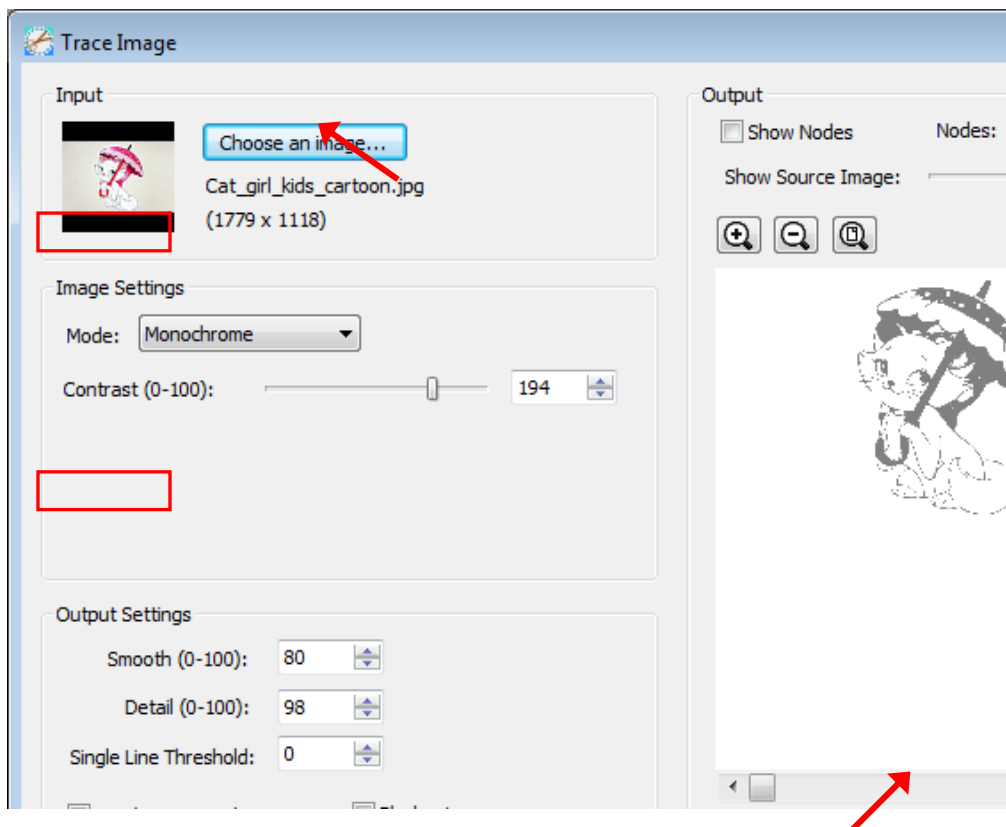 Trace Image
Input
Choose an image...
Cat_girl_kids_cartoon.jpg
(1779 x 1118)
Image Settings
Mode: Monochrome
Contrast (0-100): 194
Output Settings
Smooth (0-100): 80
Detail (0-100): 98
Single Line Threshold: 0
Output
Show Nodes Nodes:
Show Source Image: